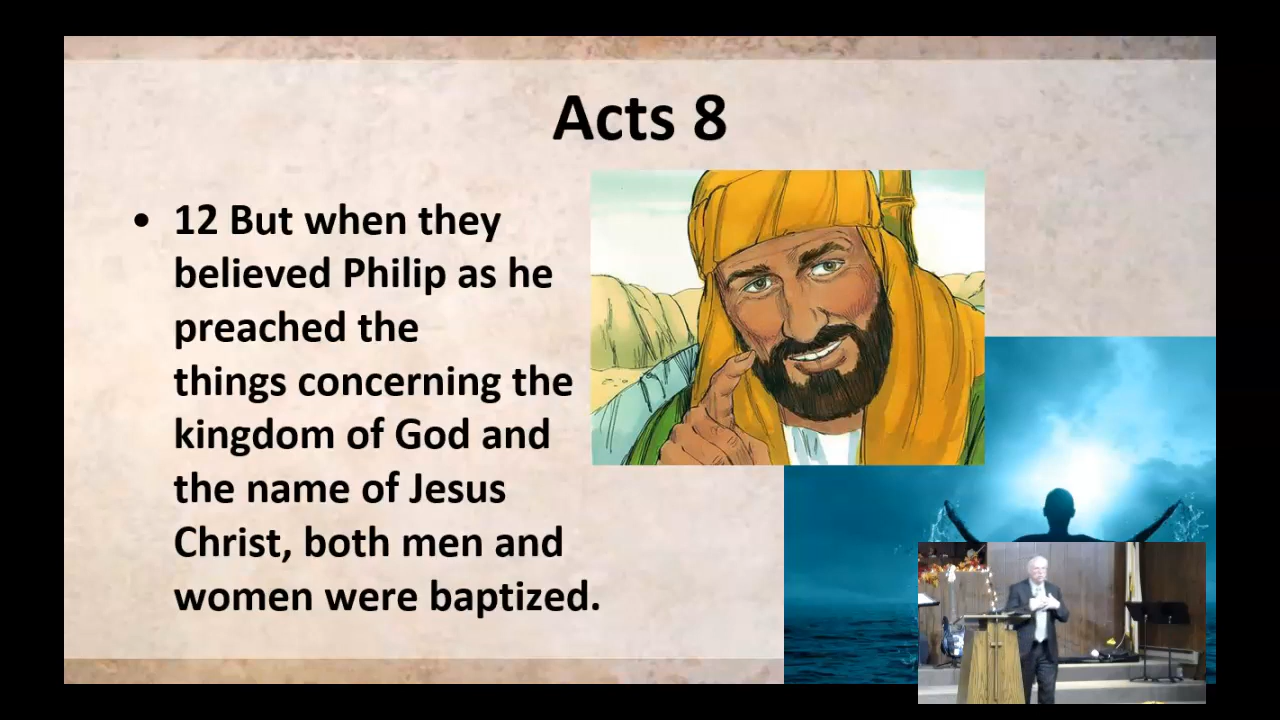 Acts 8
• 12 But when they
believed Philip as he
preached the
things concerning the
kingdom of God and
the name of Jesus
Christ, both men and
women were baptized.